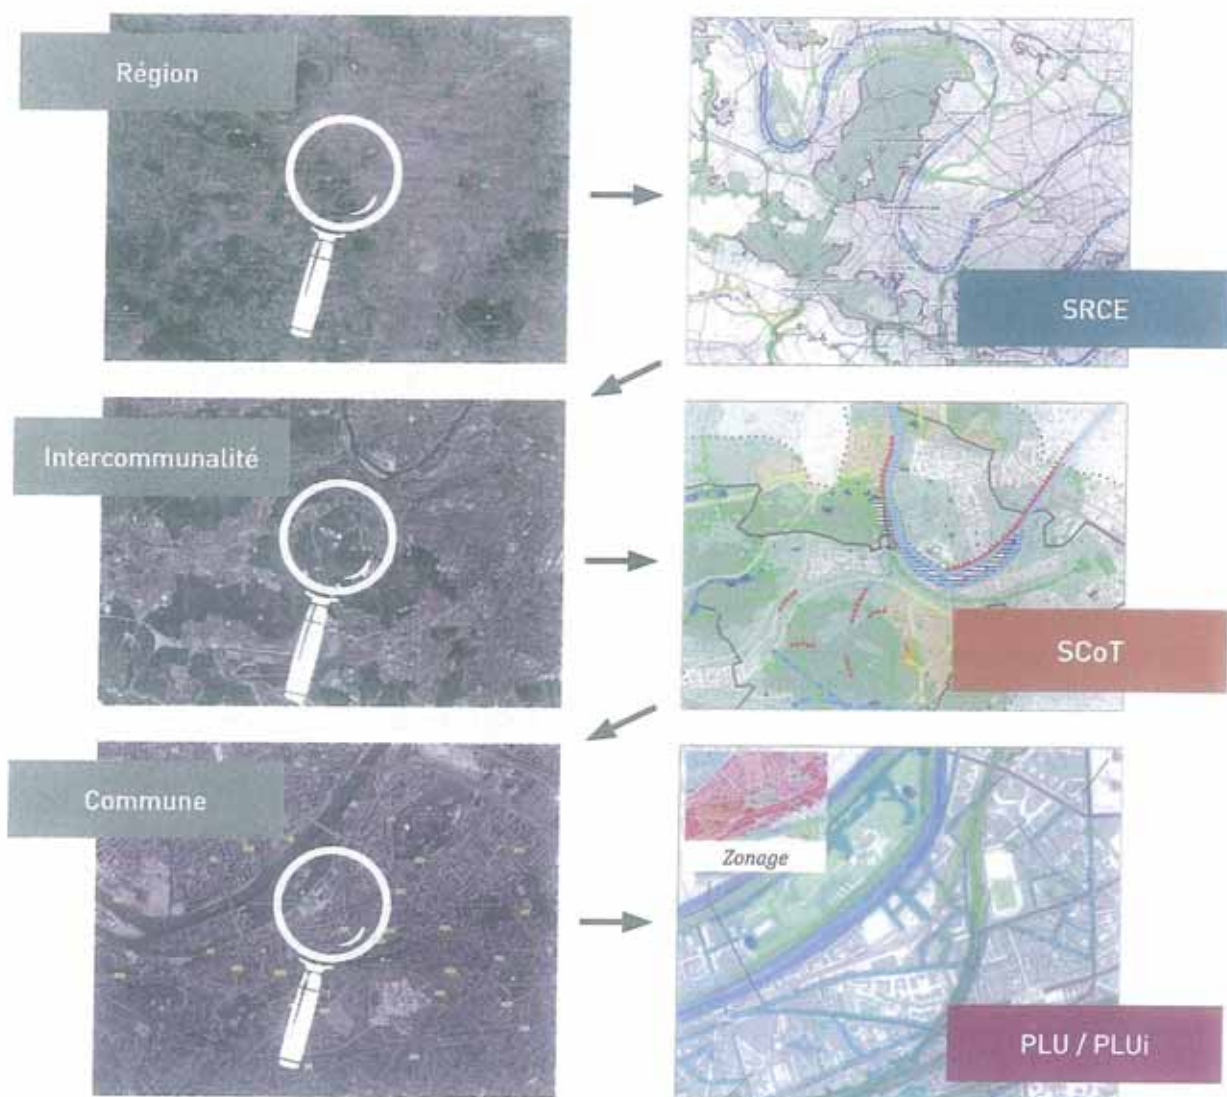 Région
SRCE
Intercommunalité
SCoT
Commune
Zonage
PLU / PLUi